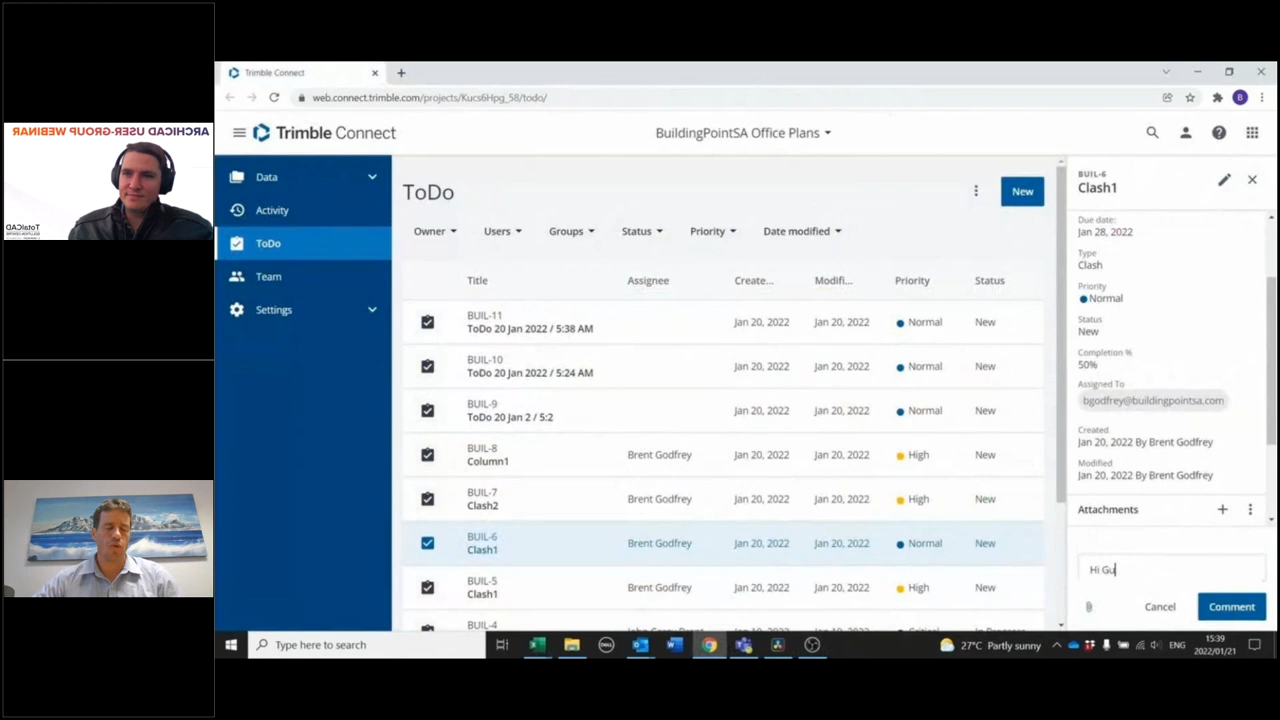 ARCHICAD USER-GROUP WEBINAR
TotalCAD
Trimble Connect
web.connect.trimble.com/projects/Kucs6Hpg_58/todo/
B
Trimble Connect
BuildingPointSA Office Plans
Data
Activity
ToDo
Team
Settings
ToDo
New
Owner Users Groups Status Priority Date modified
Title Assignee Create... Modifi... Priority Status
BUIL-11
ToDo 20 Jan 2022 / 5:38 AM Jan 20, 2022 Jan 20, 2022 Normal New
BUIL-10
ToDo 20 Jan 2022 / 5:24 AM Jan 20, 2022 Jan 20, 2022 Normal New
BUIL-9
ToDo 20 Jan 2 / 5:2 Jan 20, 2022 Jan 20, 2022 Normal New
BUIL-8
Column1 Brent Godfrey Jan 20, 2022 Jan 20, 2022 High New
BUIL-7
Clash2 Brent Godfrey Jan 20, 2022 Jan 20, 2022 High New
BUIL-6
Clash1 Brent Godfrey Jan 20, 2022 Jan 20, 2022 Normal New
BUIL-5
Clash1 Brent Godfrey Jan 20, 2022 Jan 20, 2022 High New
BUIL-4
BUIL-6
Clash1
Due date:
Jan 28, 2022
Type
Clash
Priority
Normal
Status
New
Completion %
50%
Assigned To
bgodfrey@buildingpointsa.com
Created
Jan 20, 2022 By Brent Godfrey
Modified
Jan 20, 2022 By Brent Godfrey
Attachments
Hi Gu
Cancel Comment
Type here to search
DELL
27°C Partly sunny
ENG
15:39
2022/01/21